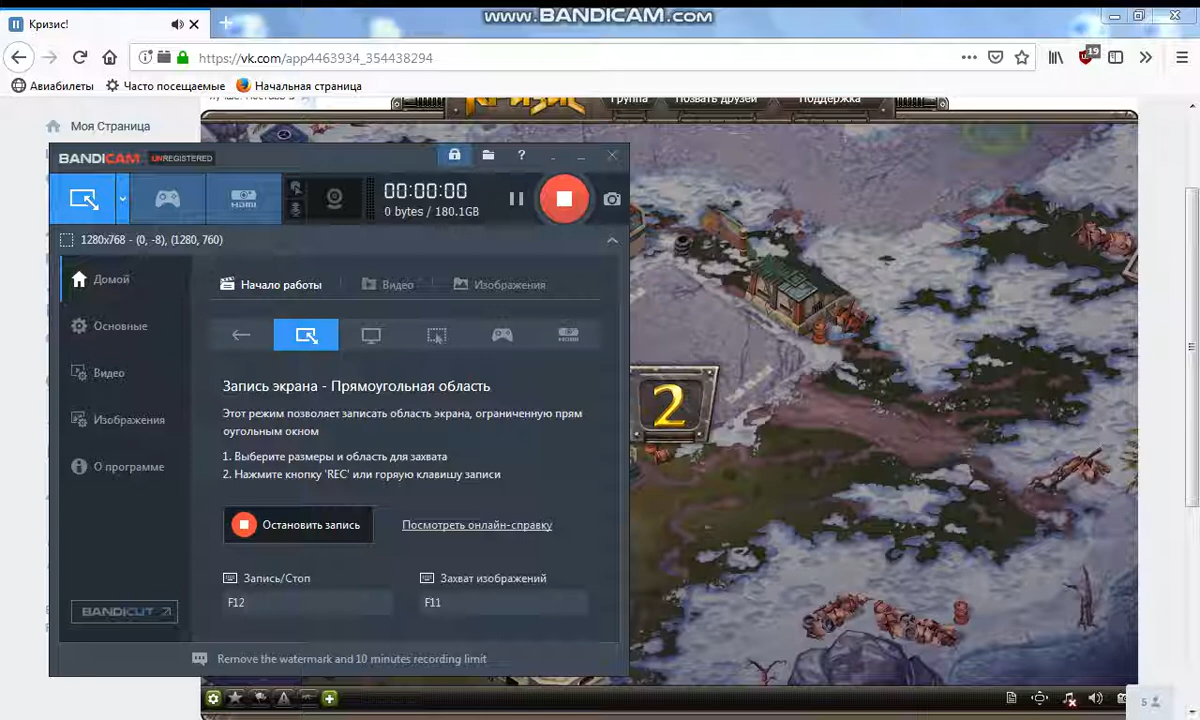 Кризис!
www.BANDICAM.com
https://vk.com/app4463934_354438294
19
Авиабилеты
Часто посещаемые
Начальная страница
Группа
Позвать друзей
Поддержка
Моя Страница
BANDICAM UNREGISTERED
HDMI
00:00:00
0 bytes / 180.1GB
1280x768 - (0, -8), (1280, 760)
Домой
Основные
Видео
Изображения
О программе
BANDICUT
Начало работы
Видео
Изображения
Запись экрана - Прямоугольная область
Этот режим позволяет записать область экрана, ограниченную прям
оугольным окном
1. Выберите размеры и область для захвата
2. Нажмите кнопку 'REC' или горяую клавишу записи
Остановить запись
Посмотреть онлайн-справку
Запись/Стоп
Захват изображений
F12
F11
Remove the watermark and 10 minutes recording limit
2
5